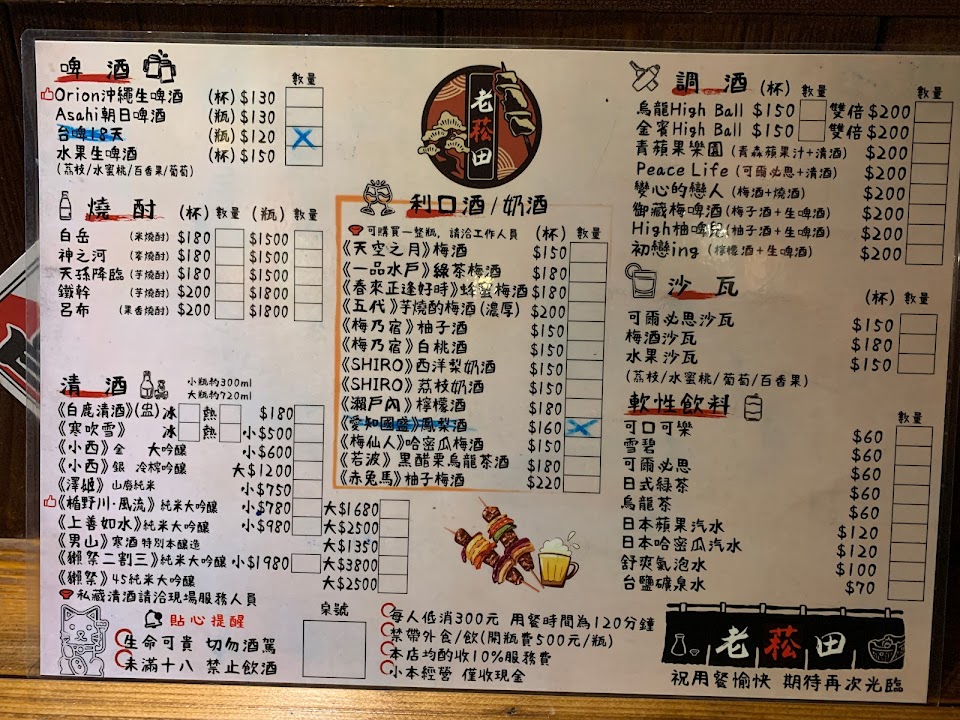 啤酒
數量
Orion沖繩生啤酒 (杯) $130
Asahi朝日啤酒 (瓶) $130
台啤18天 (瓶) $120
水果生啤酒 (杯) $150
(荔枝/水蜜桃/百香果/葡萄)
燒酎 (杯) 數量 (瓶) 數量
白岳 (米燒酎) $180 $1500
神之河 (麥燒酎) $180 $1500
天孫降臨 (芋燒酎) $180 $1500
鐵幹 (芋燒酎) $200 $1800
呂布 (果香燒酎) $200 $1800
清酒
小瓶約300ml
大瓶約720ml
《白鹿清酒》(盅) 冰 熱 $180
《寒吹雪》 冰 熱 小$500
《小西》金 大吟釀 小$600
《小西》銀 冷檸吟釀 大$1200
《澤姬》山廢純米 小$750
《楯野川·風流》純米大吟釀 小$780 大$1680
《上善如水》純米大吟釀 小$980 大$2500
《男山》寒酒 特別本釀造 大$1350
《獺祭二割三》純米大吟釀 小$1980 大$3800
《獺祭》45純米大吟釀 大$2500
私藏清酒請洽現場服務人員
貼心提醒
生命可貴 切勿酒駕
未滿十八 禁止飲酒
桌號
老菘田
利口酒/奶酒
可購買一整瓶,請洽工作人員 (杯) 數量
《天空之月》梅酒 $150
《一品水戶》綠茶梅酒 $180
《春來正逢好時》蜂蜜梅酒 $180
《五代》芋燒酌梅酒(濃厚) $200
《梅乃宿》柚子酒 $150
《梅乃宿》白桃酒 $150
《SHIRO》西洋梨奶酒 $150
《SHIRO》荔枝奶酒 $150
《瀨戶內》檸檬酒 $180
《愛知國盛》鳳梨酒 $160
《梅仙人》哈密瓜梅酒 $150
《若波》黑醋栗烏龍茶酒 $180
《赤兔馬》柚子梅酒 $220
每人低消300元 用餐時間為120分鐘
禁帶外食/飲(開瓶費500元/瓶)
本店均酌收10%服務費
小本經營 僅收現金
調酒 (杯) 數量 數量
烏龍High Ball $150 雙倍 $200
金賓High Ball $150 雙倍 $200
青蘋果樂園 (青森蘋果汁+清酒) $200
Peace Life (可爾必思+清酒) $200
變心的戀人 (梅酒+燒酒) $200
御藏梅啤酒 (梅子酒+生啤酒) $200
High柚啤兒 (柚子酒+生啤酒) $200
初戀ing (檸檬酒+生啤酒) $200
沙瓦
(杯) 數量
可爾必思沙瓦 $150
梅酒沙瓦 $180
水果沙瓦 $150
(荔枝/水蜜桃/葡萄/百香果)
軟性飲料
數量
可口可樂 $60
雪碧 $60
可爾必思 $60
日式綠茶 $60
烏龍茶 $60
日本蘋果汽水 $120
日本哈密瓜汽水 $120
舒爽氣泡水 $100
台鹽礦泉水 $70
老菘田
祝用餐愉快 期待再次光臨